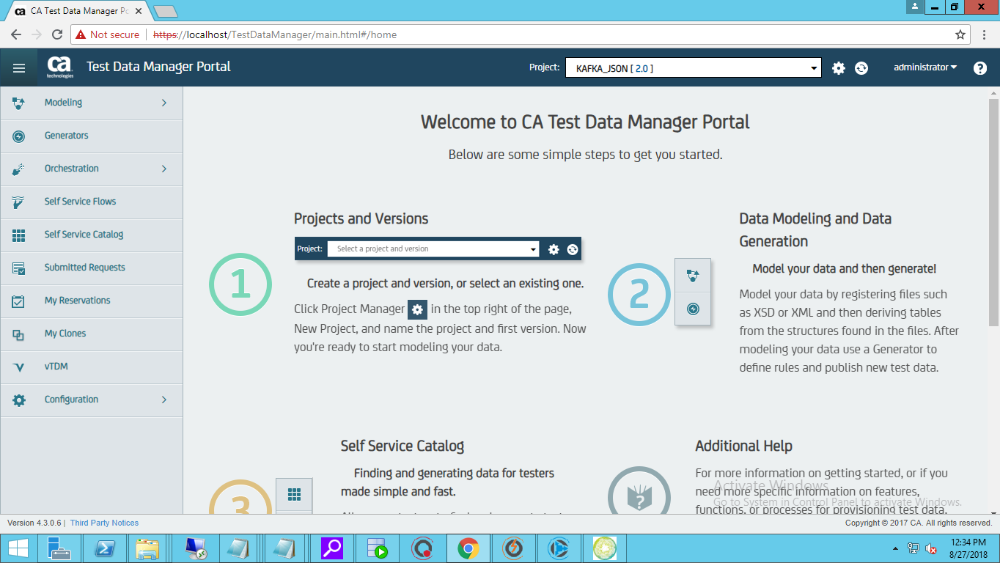 CA Test Data Manager Po
Not secure
https://localhost/TestDataManager/main.html#/home
ca
technologies
Test Data Manager Portal
Project:
KAFKA_JSON [ 2.0 ]
administrator
?
Modeling
Generators
Orchestration
Self Service Flows
Self Service Catalog
Submitted Requests
My Reservations
My Clones
vTDM
Configuration
Welcome to CA Test Data Manager Portal
Below are some simple steps to get you started.
1
Projects and Versions
Project:
Select a project and version
Create a project and version, or select an existing one.
Click Project Manager in the top right of the page,
New Project, and name the project and first version. Now
you're ready to start modeling your data.
2
Data Modeling and Data
Generation
Model your data and then generate!
Model your data by registering files such
as XSD or XML and then deriving tables
from the structures found in the files. After
modeling your data use a Generator to
define rules and publish new test data.
3
Self Service Catalog
Finding and generating data for testers
made simple and fast.
?
Additional Help
For more information on getting started, or if you
need more specific information on features,
functions, or processes for provisioning test data,
Activate Windows
Go to System in Control Panel to activate Windows.
Version 4.3.0.6 | Third Party Notices
Copyright © 2017 CA. All rights reserved.
12:34 PM
8/27/2018